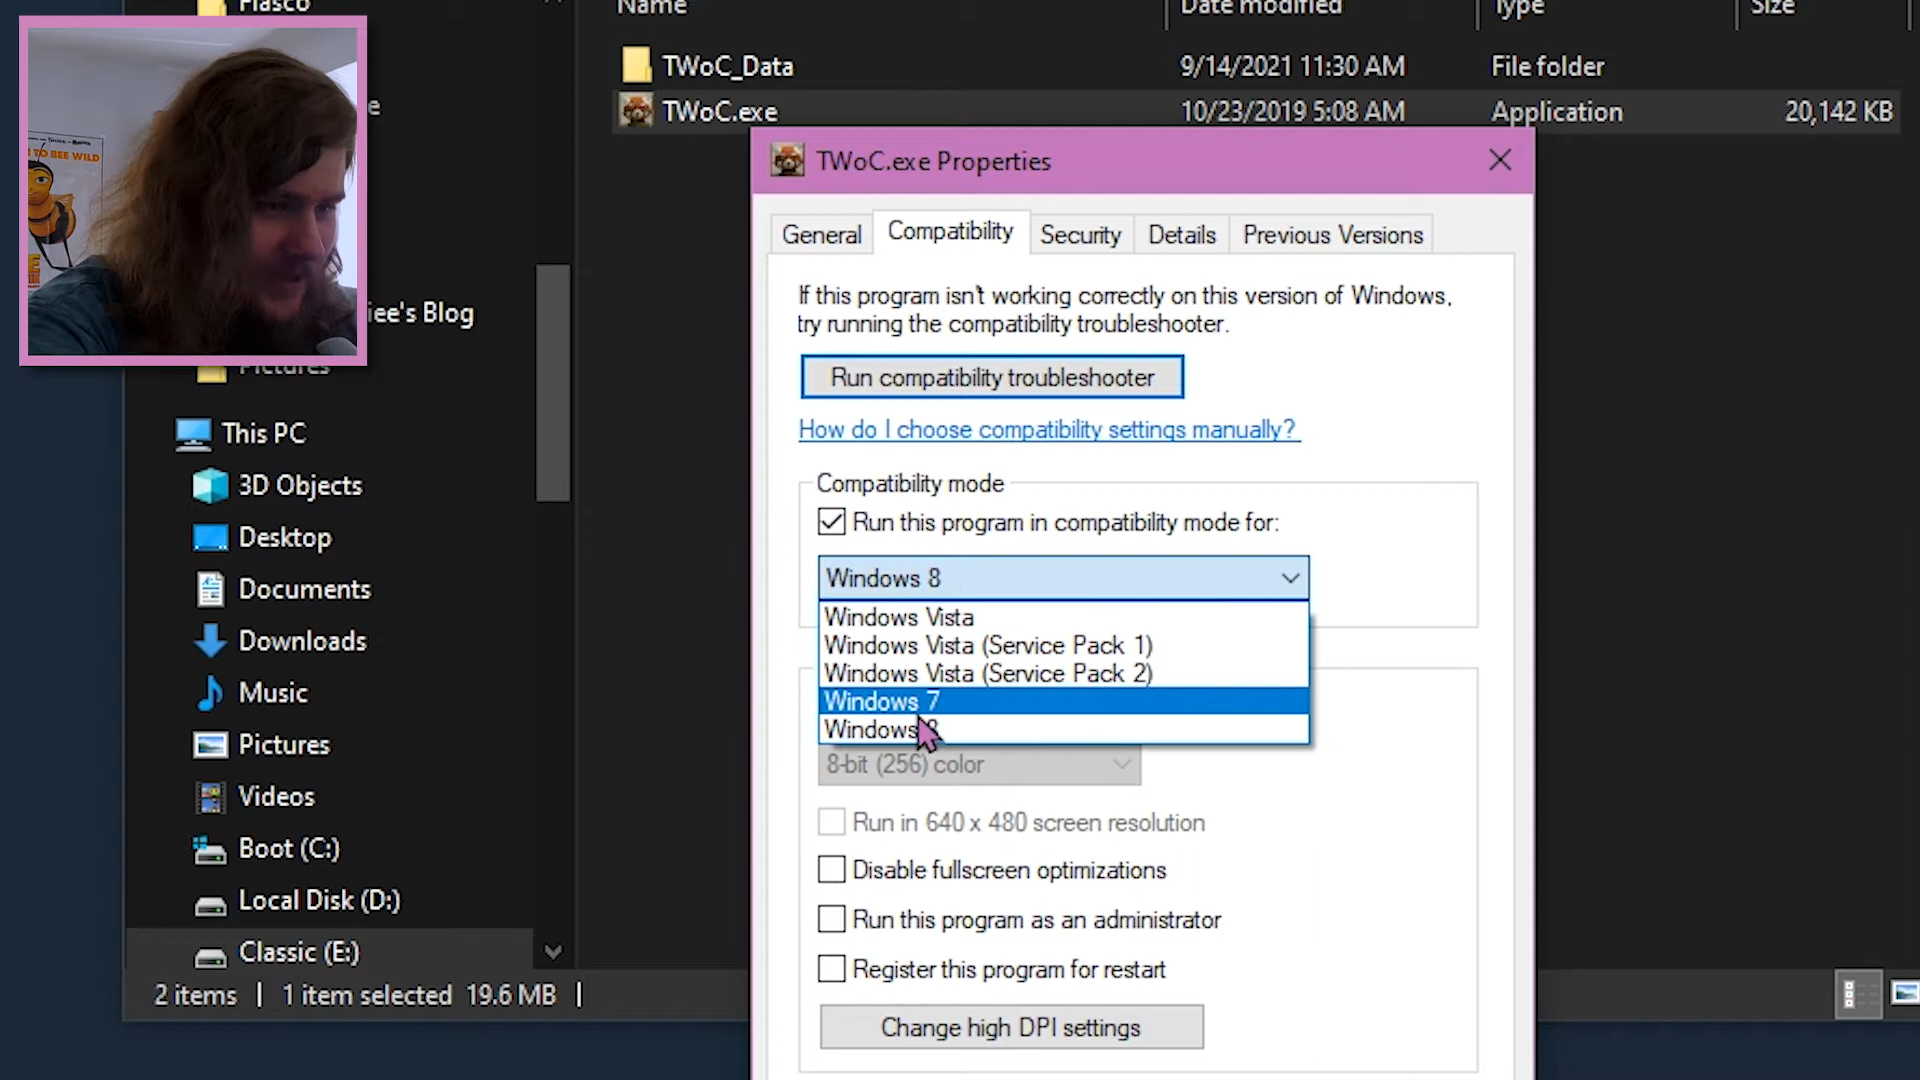 Fiasco
Name
Date modified
Type
Size
TWoC_Data
9/14/2021 11:30 AM
File folder
TWoC.exe
10/23/2019 5:08 AM
Application
20,142 KB
TO BEE WILD
TWoC.exe Properties
General
Compatibility
Security
Details
Previous Versions
If this program isn't working correctly on this version of Windows,
try running the compatibility troubleshooter.
Run compatibility troubleshooter
How do I choose compatibility settings manually?
Compatibility mode
Run this program in compatibility mode for:
Windows 8
Windows Vista
Windows Vista (Service Pack 1)
Windows Vista (Service Pack 2)
Windows 7
Windows 8
8-bit (256) color
Run in 640 x 480 screen resolution
Disable fullscreen optimizations
Run this program as an administrator
Register this program for restart
Change high DPI settings
iee's Blog
Pictures
This PC
3D Objects
Desktop
Documents
Downloads
Music
Pictures
Videos
Boot (C:)
Local Disk (D:)
Classic (E:)
2 items
1 item selected 19.6 MB